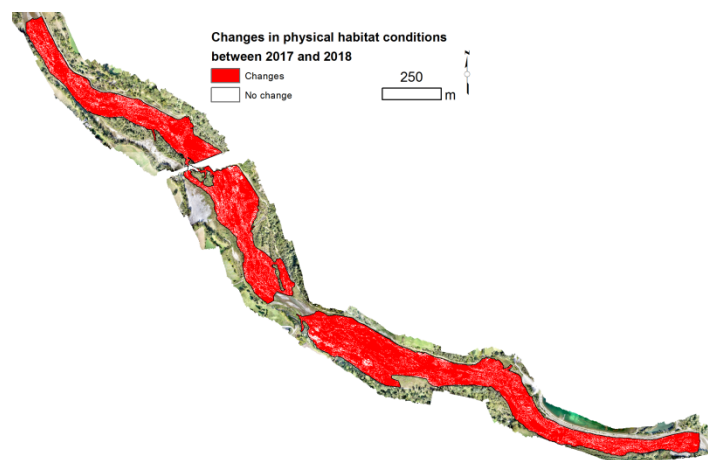 Changes in physical habitat conditions
between 2017 and 2018
Changes
No change
250
m
N